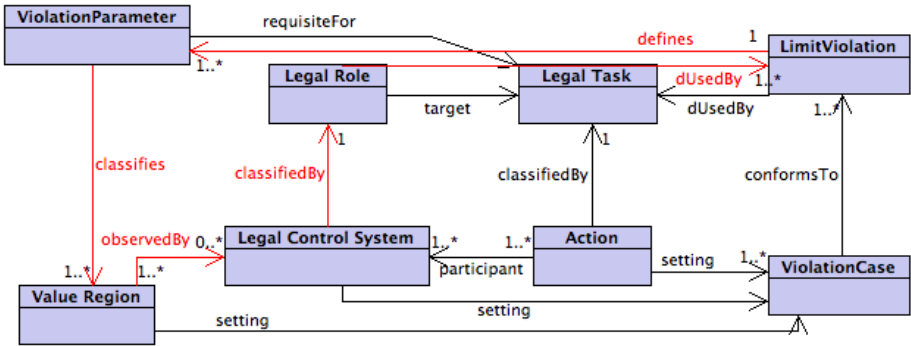 ViolationParameter
requisiteFor
1
defines
LimitViolation
1..*
Legal Role
Legal Task
dUsedBy
1..*
target
dUsedBy
1..*
1
1
classifies
classifiedBy
classifiedBy
conformsTo
observedBy
0..*
Legal Control System
1..*
1..*
Action
1..*
1..*
participant
setting
1..*
ViolationCase
Value Region
setting
setting